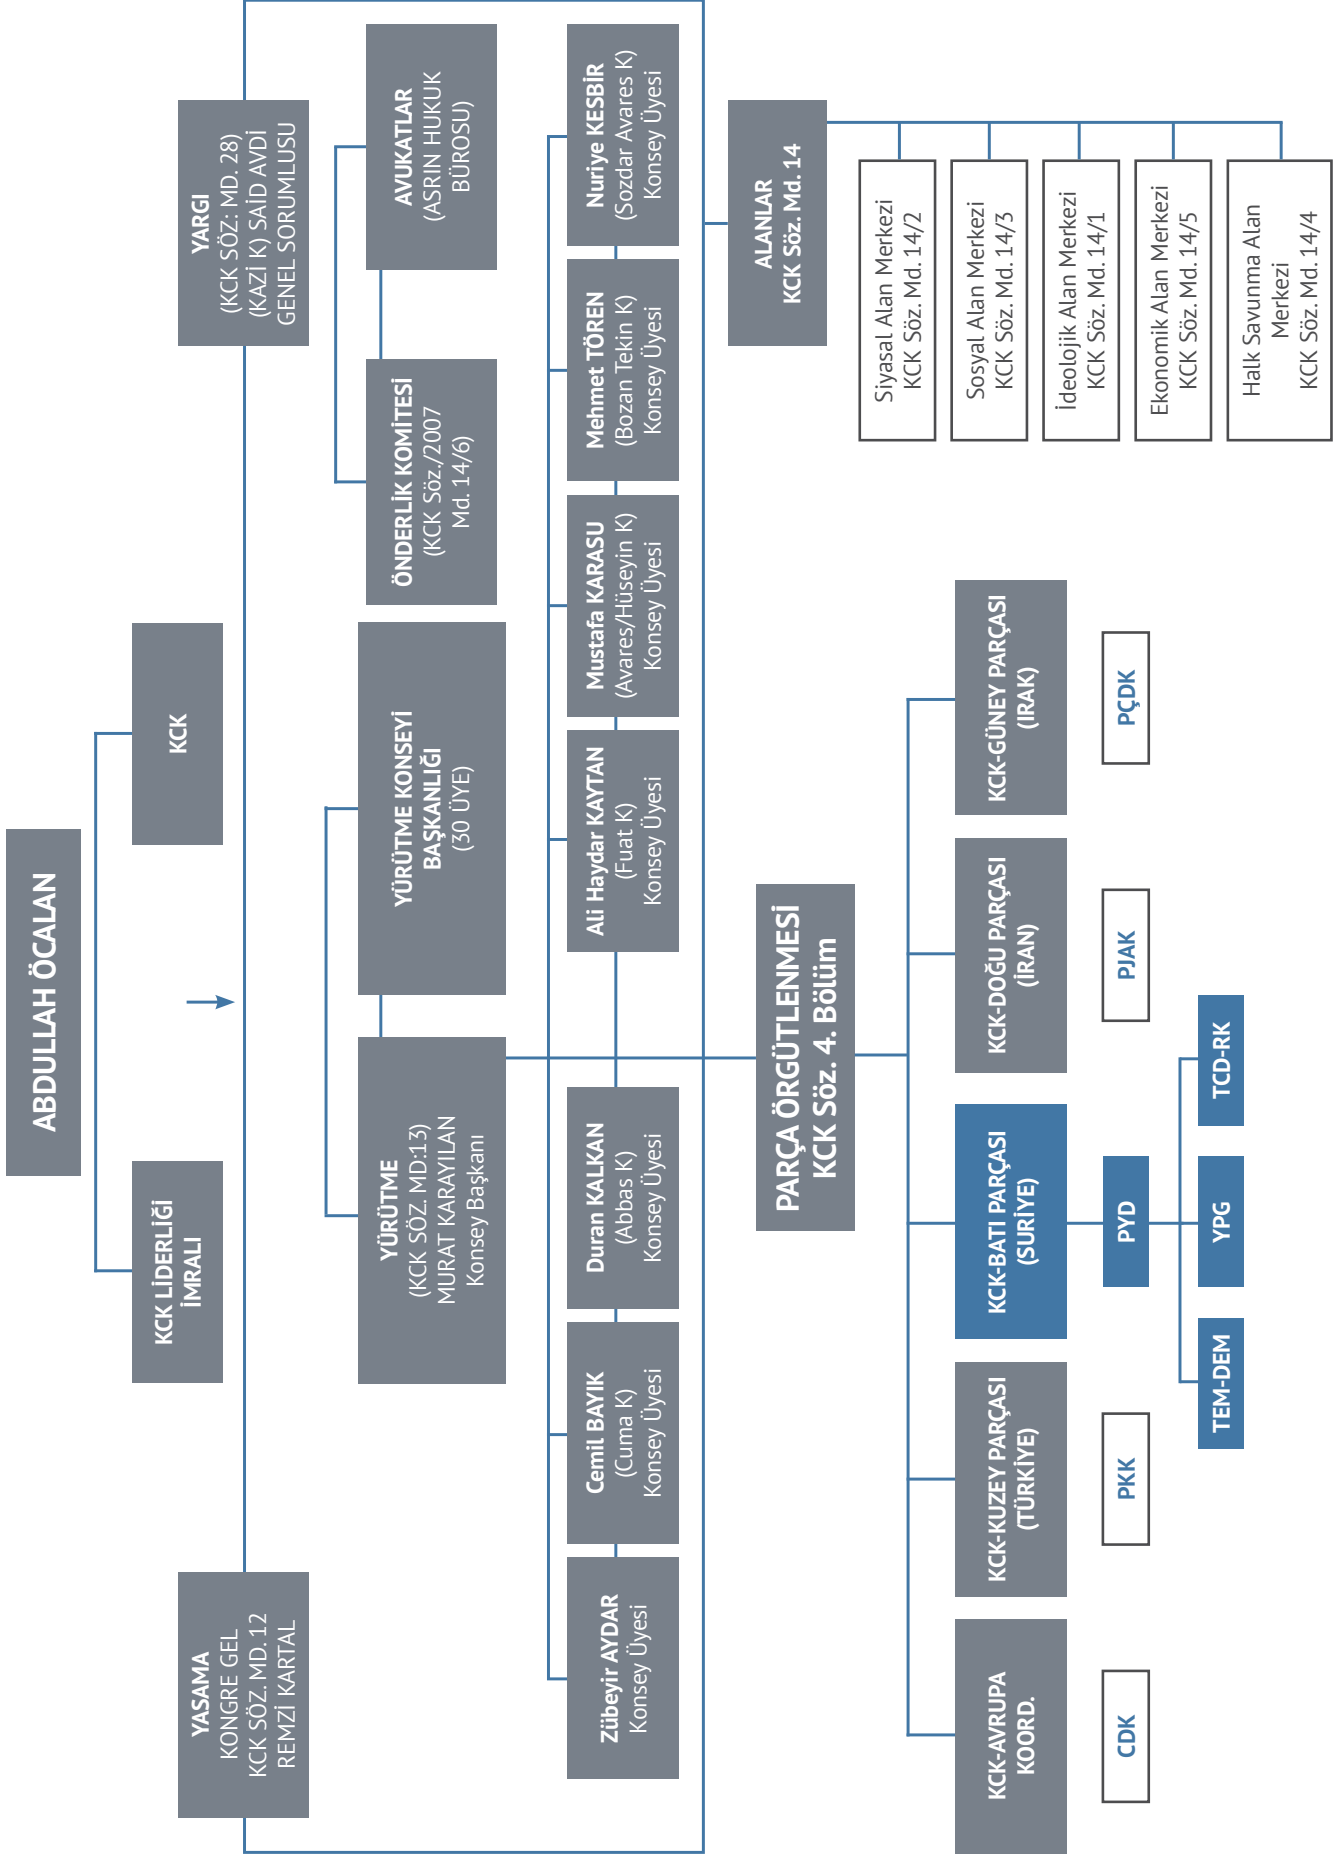 ABDULLAH ÖCALAN
KCK LİDERLİĞİ
İMRALI
KCK
YASAMA
KONGRE GEL
KCK SÖZ. MD. 12
REMZİ KARTAL
YARGI
(KCK SÖZ: MD. 28)
(KAZİ K) SAİD AVDİ
GENEL SORUMLUSU
YÜRÜTME
(KCK SÖZ. MD:13)
MURAT KARAYILAN
Konsey Başkanı
YÜRÜTME KONSEYİ
BAŞKANLIĞI
(30 ÜYE)
ÖNDERLİK KOMİTESİ
(KCK Söz./2007
Md. 14/6)
AVUKATLAR
(ASRIN HUKUK
BÜROSU)
Zübeyir AYDAR
Konsey Üyesi
Cemil BAYIK
(Cuma K)
Konsey Üyesi
Duran KALKAN
(Abbas K)
Konsey Üyesi
Ali Haydar KAYTAN
(Fuat K)
Konsey Üyesi
Mustafa KARASU
(Avares/Hüseyin K)
Konsey Üyesi
Mehmet TÖREN
(Bozan Tekin K)
Konsey Üyesi
Nuriye KESBİR
(Sozdar Avares K)
Konsey Üyesi
PARÇA ÖRGÜTLENMESİ
KCK Söz. 4. Bölüm
ALANLAR
KCK Söz. Md. 14
Siyasal Alan Merkezi
KCK Söz. Md. 14/2
Sosyal Alan Merkezi
KCK Söz. Md. 14/3
İdeolojik Alan Merkezi
KCK Söz. Md. 14/1
Ekonomik Alan Merkezi
KCK Söz. Md. 14/5
Halk Savunma Alan
Merkezi
KCK Söz. Md. 14/4
KCK-AVRUPA
KOORD.
KCK-KUZEY PARÇASI
(TÜRKİYE)
KCK-BATI PARÇASI
(SURİYE)
KCK-DOĞU PARÇASI
(İRAN)
KCK-GÜNEY PARÇASI
(IRAK)
CDK
PKK
PYD
PJAK
PÇDK
TEM-DEM
YPG
TCD-RK